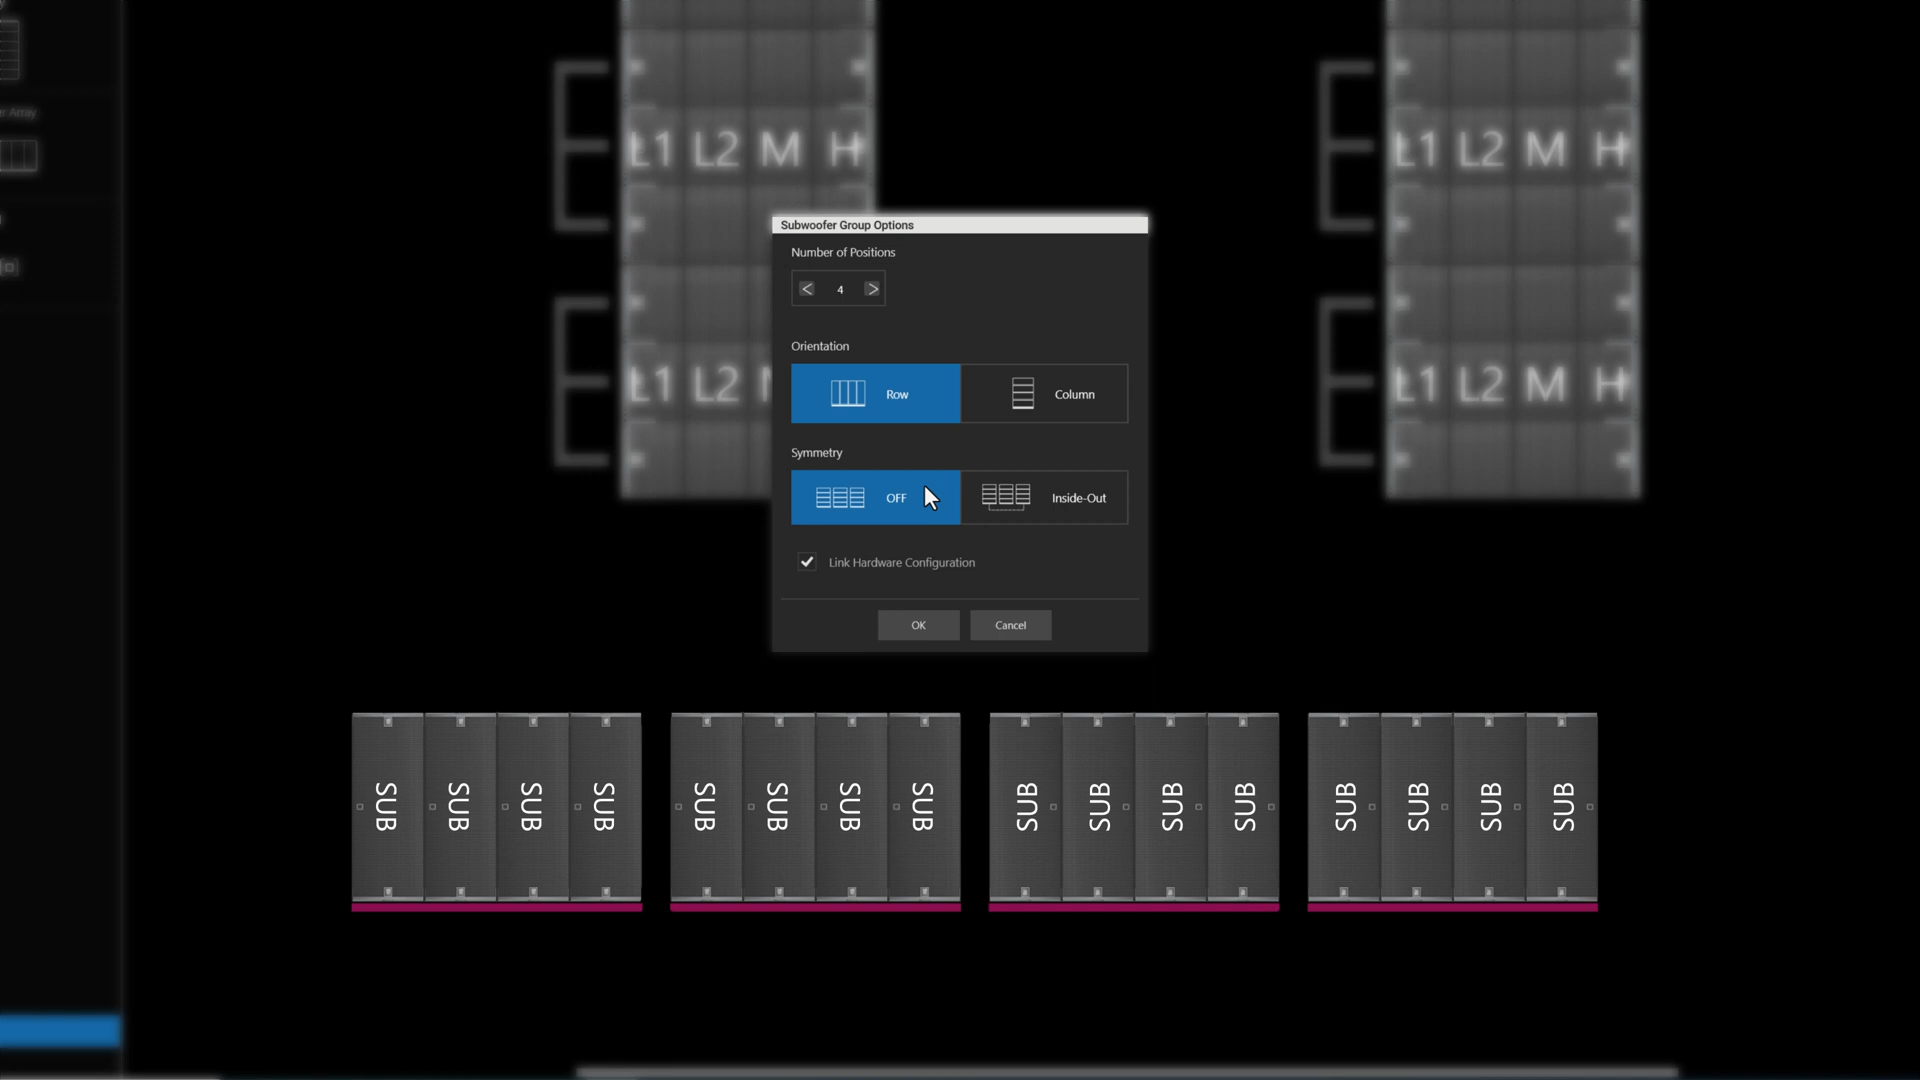 er Array
L1 L2 M H
L1 L2 M H
L1 L2
L1 L2 M H
Subwoofer Group Options
Number of Positions
< 4 >
Orientation
Row
Column
Symmetry
OFF
Inside-Out
Link Hardware Configuration
OK
Cancel
SUB SUB SUB SUB
SUB SUB SUB SUB
SUB SUB SUB SUB
SUB SUB SUB SUB